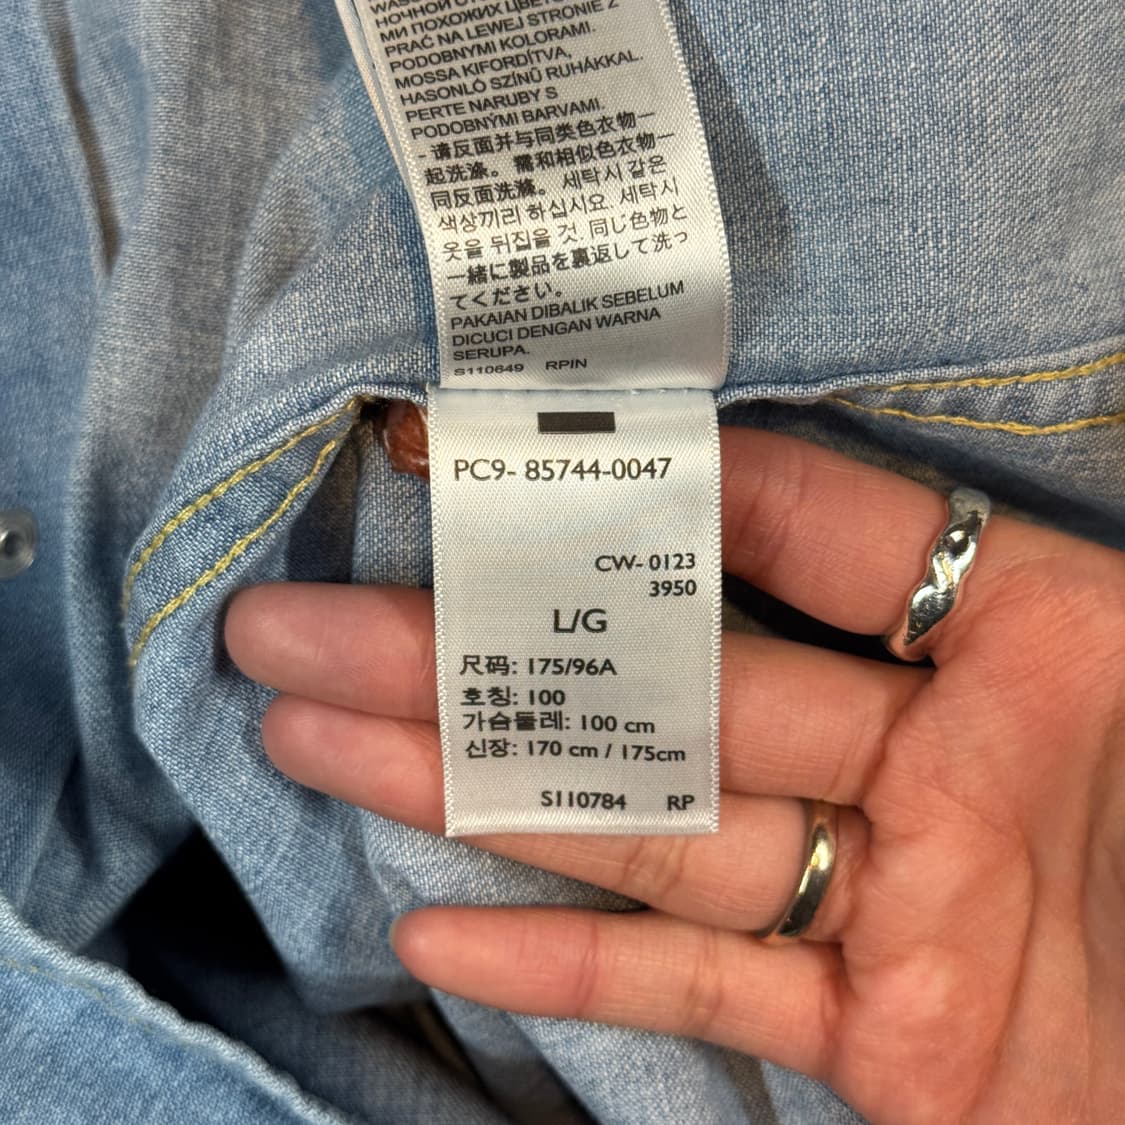 НОЧНОЙ
МИ ПОХОЖИХ
PRAĆ NA LEWEJ STRONIE Z
PODOBNYMI KOLORAMI.
MOSSA KIFORDÍTVA,
HASONLÓ SZÍNŰ RUHÁKKAL.
PERTE NARUBY S
PODOBNÝMI BARVAMI.
- 请反面并与同类色衣物一
起洗涤。需和相似色衣物一
同反面洗滌。 세탁시 같은
색상끼리 하십시요. 세탁시
옷을 뒤집을 것. 同じ色物と
一緒に製品を裏返して洗っ
てください。
PAKAIAN DIBALIK SEBELUM
DICUCI DENGAN WARNA
SERUPA.
S110649 RPIN
PC9- 85744-0047
CW- 0123
3950
L/G
尺码: 175/96A
호칭: 100
가슴둘레: 100 cm
신장: 170 cm / 175cm
S110784 RP